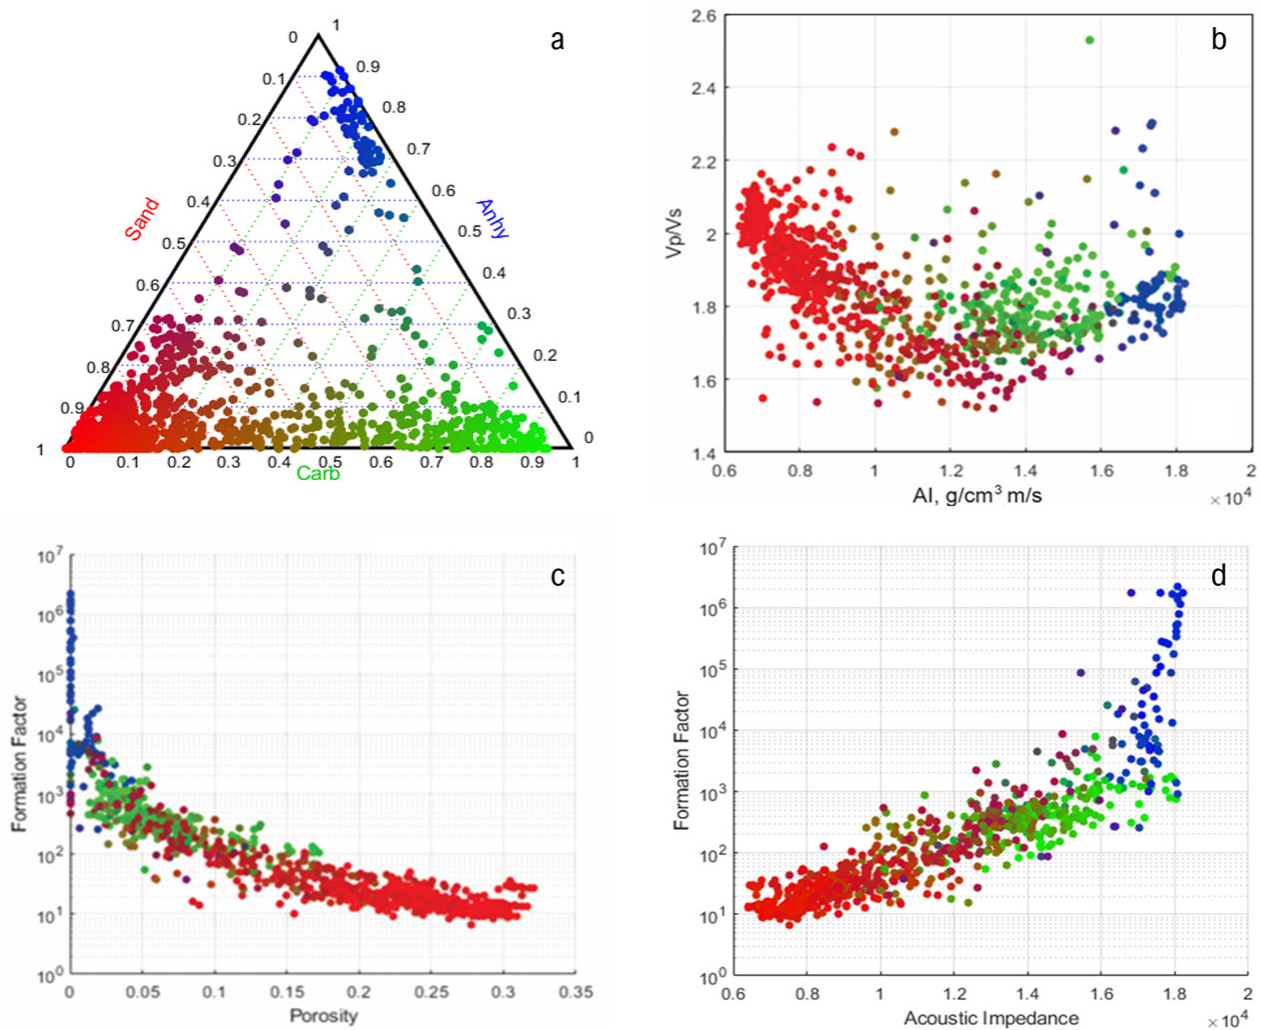 a
1
0
0.1
0.9
0.2
0.8
0.3
0.7
0.4
0.6
Sand
Anhy
0.5
0.5
0.6
0.4
0.7
0.3
0.8
0.2
0.9
0.1
1
0
0 0.1 0.2 0.3 0.4 0.5 0.6 0.7 0.8 0.9 1
Carb
b
2.6
2.4
2.2
2
1.8
1.6
1.4
Vp/Vs
0.6 0.8 1 1.2 1.4 1.6 1.8 2
AI, g/cm³ m/s
×10⁴
c
10⁷
10⁶
10⁵
10⁴
10³
10²
10¹
10⁰
Formation Factor
0 0.05 0.1 0.15 0.2 0.25 0.3 0.35
Porosity
d
10⁷
10⁶
10⁵
10⁴
10³
10²
10¹
10⁰
Formation Factor
0.6 0.8 1 1.2 1.4 1.6 1.8 2
Acoustic Impedance
×10⁴